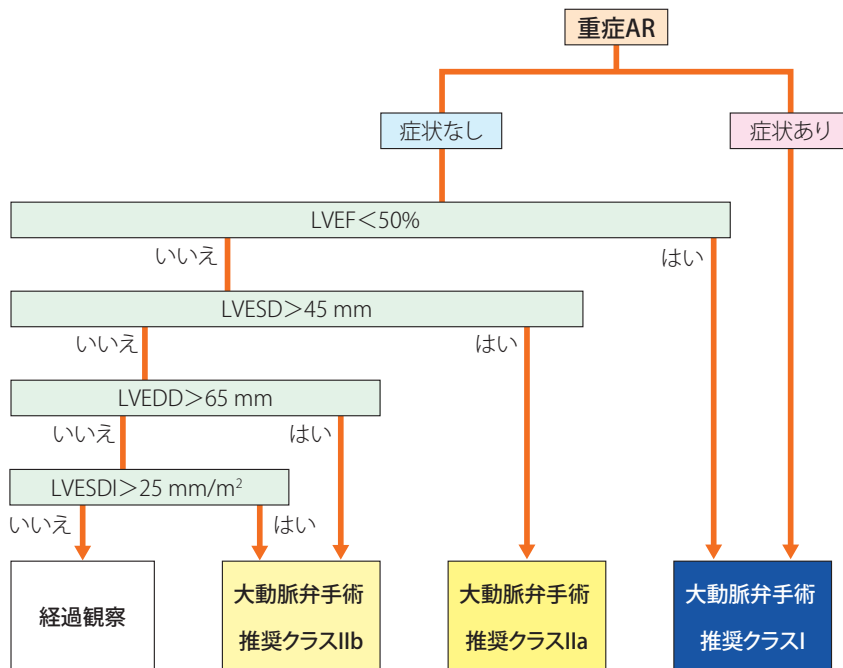 重症AR
症状なし
症状あり
LVEF＜50%
いいえ
はい
LVESD＞45 mm
いいえ
はい
LVEDD＞65 mm
いいえ
はい
LVESDI＞25 mm/m²
いいえ
はい
経過観察
大動脈弁手術
推奨クラスIIb
大動脈弁手術
推奨クラスIIa
大動脈弁手術
推奨クラスI